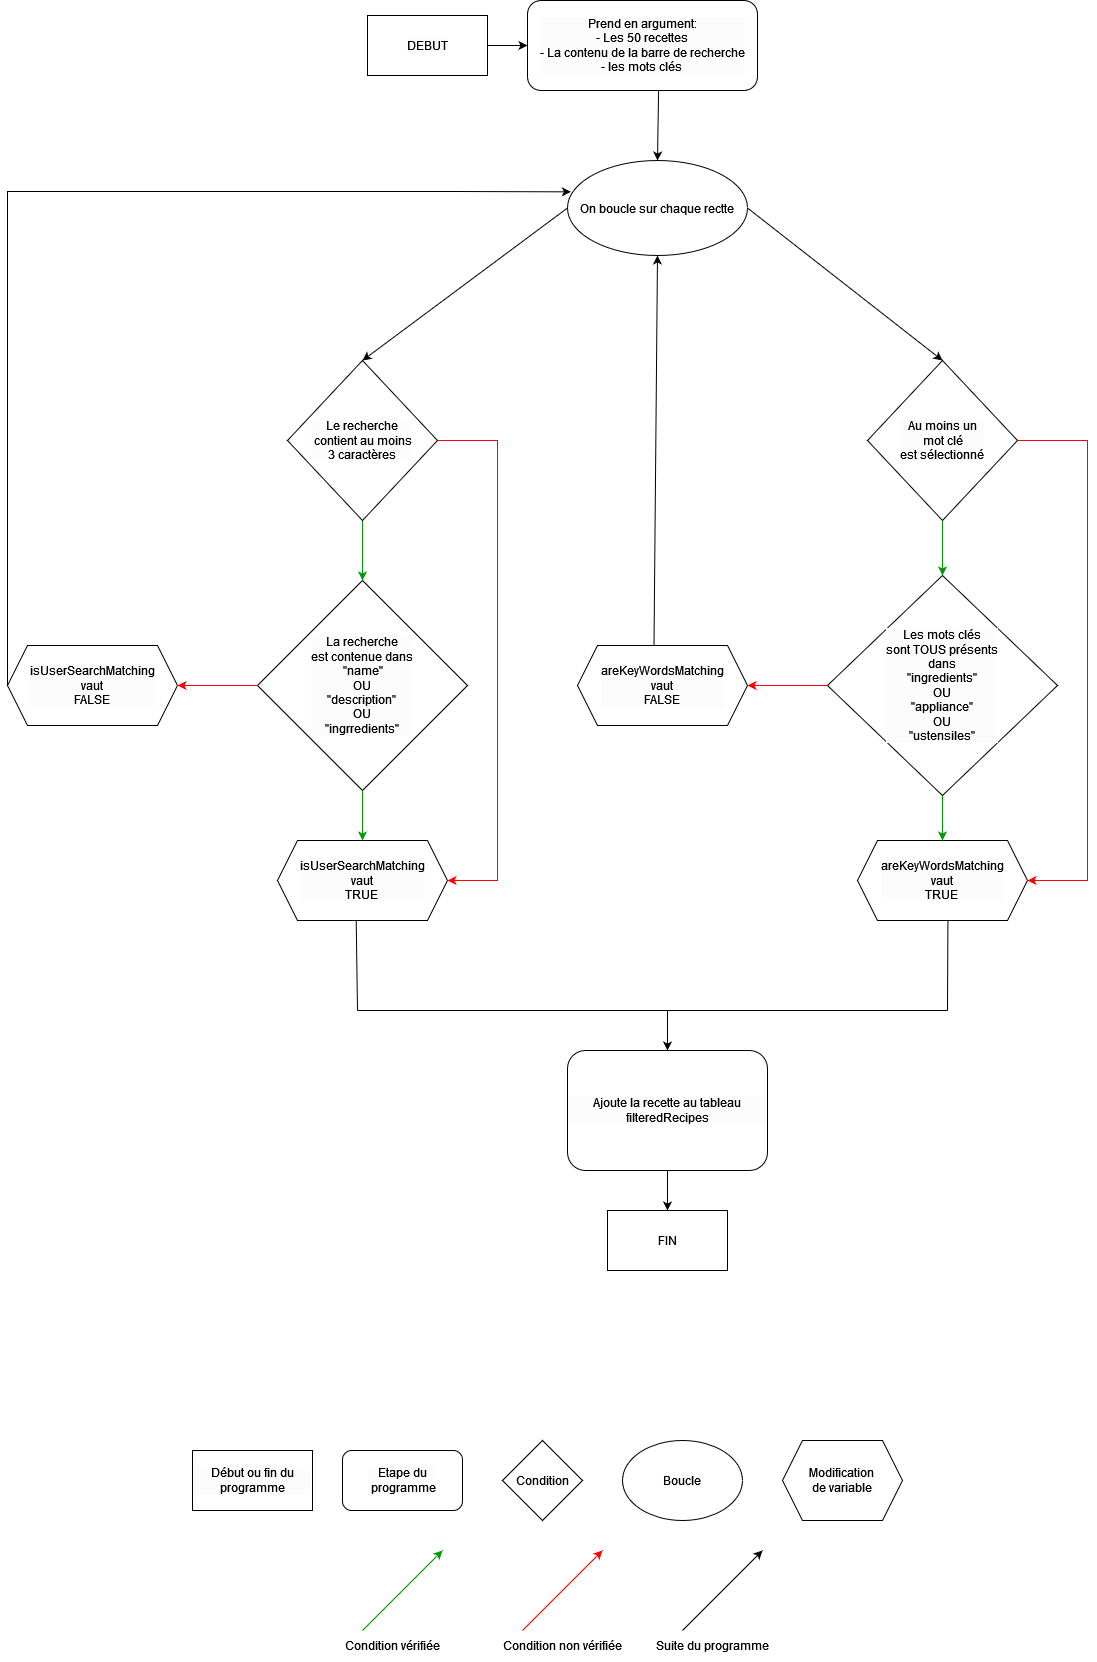 DEBUT
Prend en argument:
- Les 50 recettes
- La contenu de la barre de recherche
- les mots clés
On boucle sur chaque rectte
Le recherche
contient au moins
3 caractères
Au moins un
mot clé
est sélectionné
isUserSearchMatching
vaut
FALSE
La recherche
est contenue dans
"name"
OU
"description"
OU
"ingrredients"
areKeyWordsMatching
vaut
FALSE
Les mots clés
sont TOUS présents
dans
"ingredients"
OU
"appliance"
OU
"ustensiles"
isUserSearchMatching
vaut
TRUE
areKeyWordsMatching
vaut
TRUE
Ajoute la recette au tableau
filteredRecipes
FIN
Début ou fin du
programme
Etape du
programme
Condition
Boucle
Modification
de variable
Condition vérifiée
Condition non vérifiée
Suite du programme